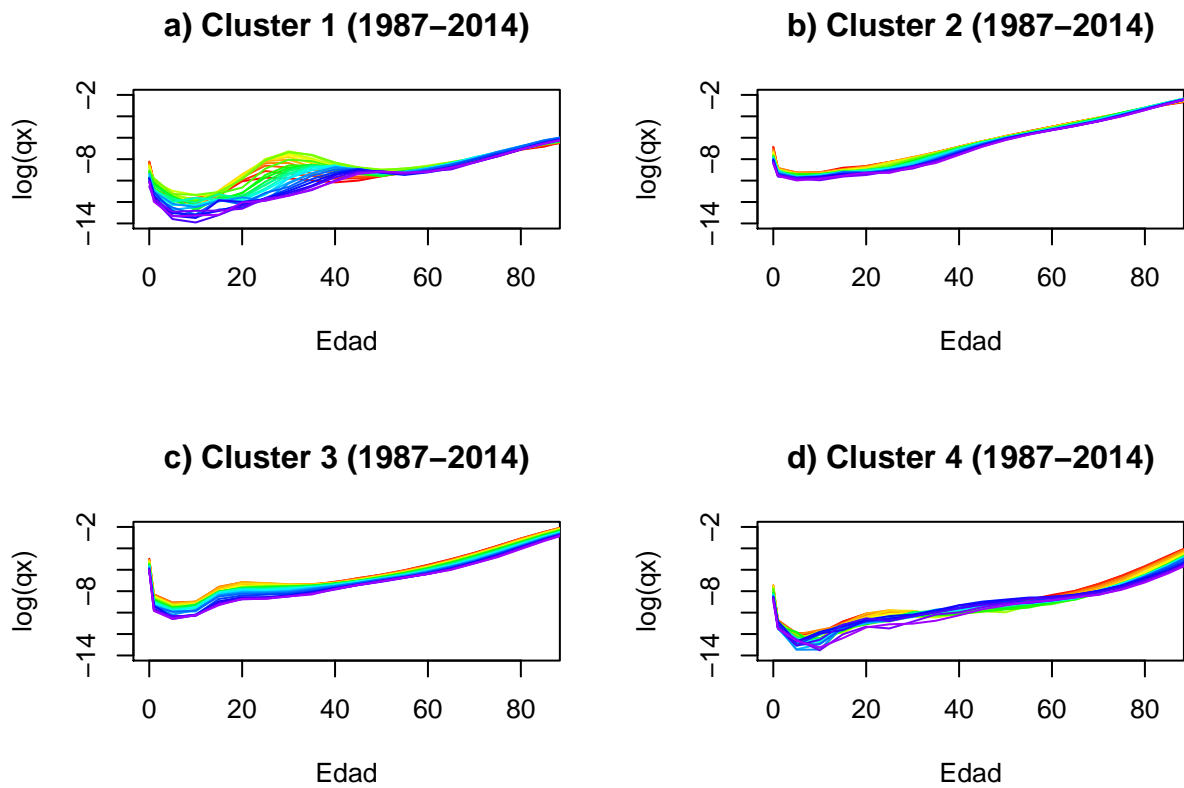 a) Cluster 1 (1987−2014)
log(qx)
−2
−8
−14
0 20 40 60 80
Edad
b) Cluster 2 (1987−2014)
log(qx)
−2
−8
−14
0 20 40 60 80
Edad
c) Cluster 3 (1987−2014)
log(qx)
−2
−8
−14
0 20 40 60 80
Edad
d) Cluster 4 (1987−2014)
log(qx)
−2
−8
−14
0 20 40 60 80
Edad